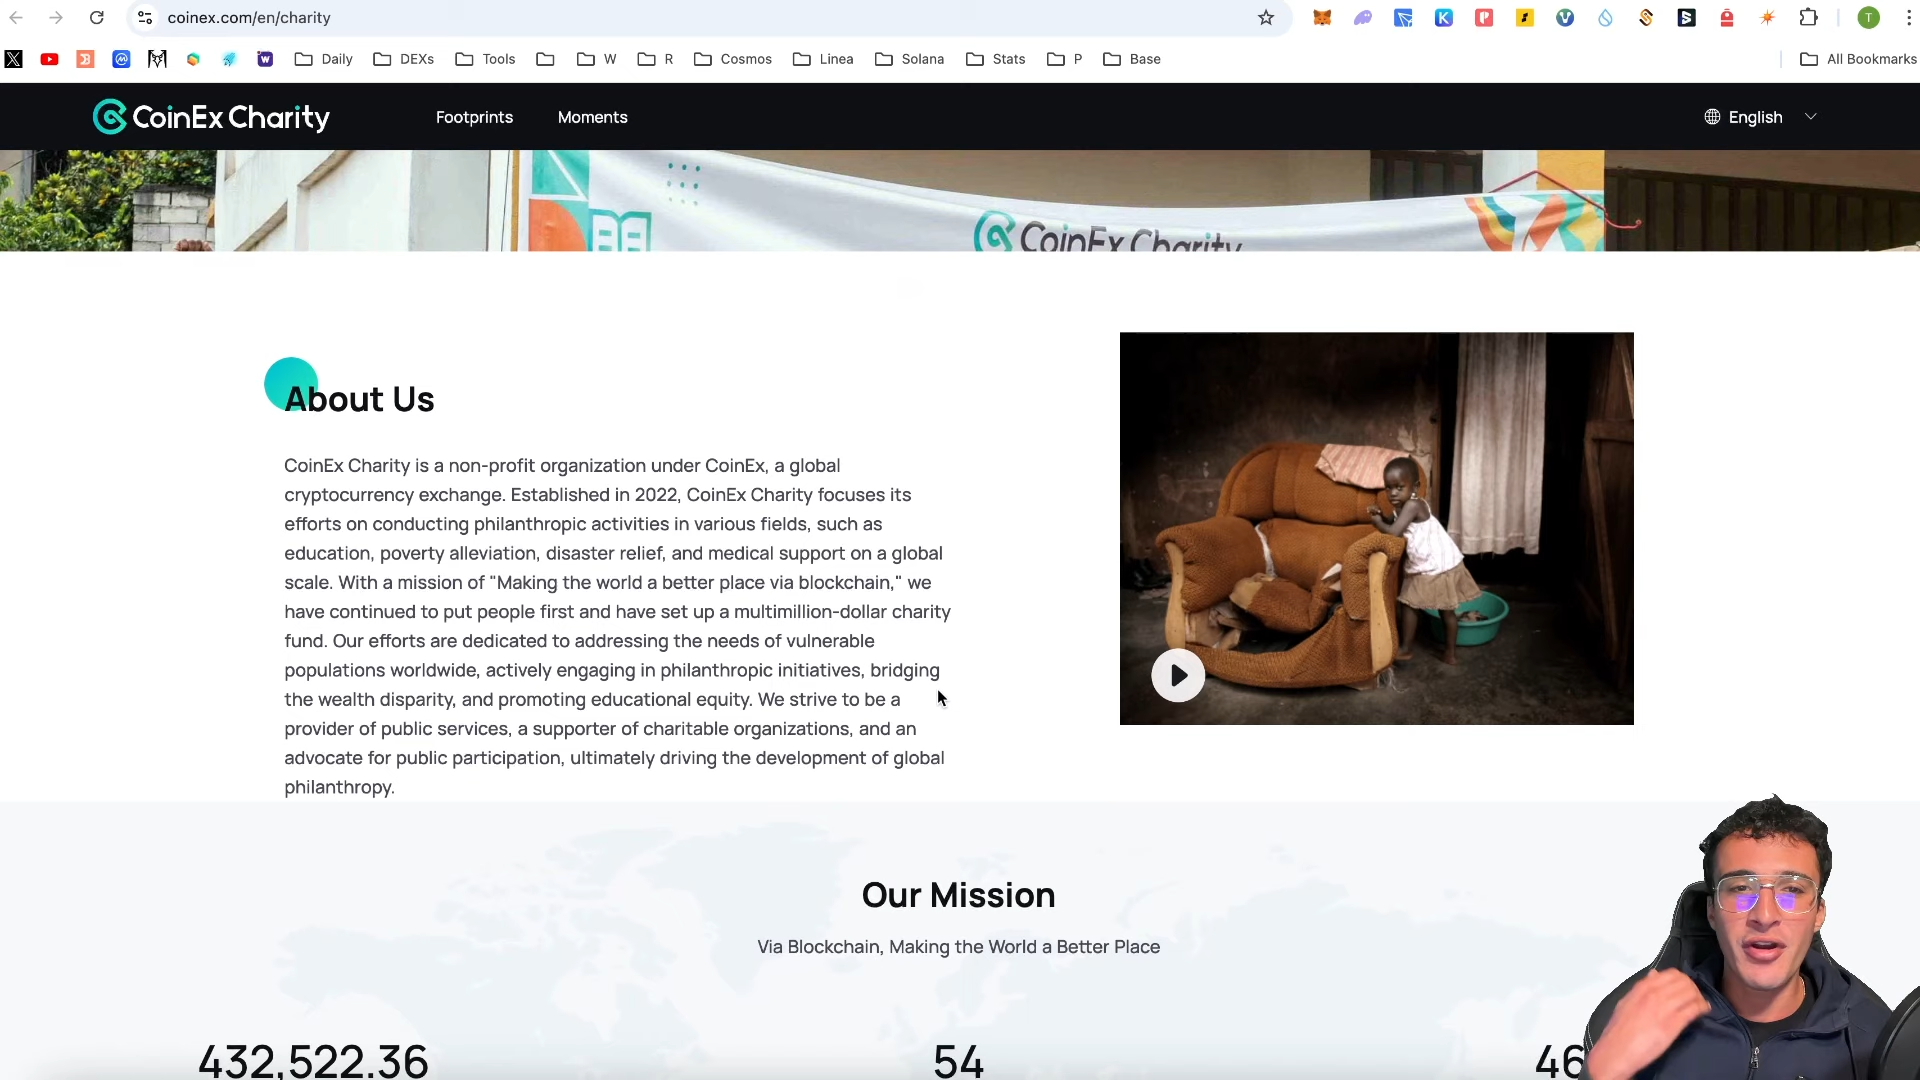 coinex.com/en/charity
T
Daily
DEXs
Tools
W
R
Cosmos
Linea
Solana
Stats
P
Base
All Bookmarks
CoinEx Charity
Footprints
Moments
English
CoinEx Charity
About Us
CoinEx Charity is a non-profit organization under CoinEx, a global
cryptocurrency exchange. Established in 2022, CoinEx Charity focuses its
efforts on conducting philanthropic activities in various fields, such as
education, poverty alleviation, disaster relief, and medical support on a global
scale. With a mission of "Making the world a better place via blockchain," we
have continued to put people first and have set up a multimillion-dollar charity
fund. Our efforts are dedicated to addressing the needs of vulnerable
populations worldwide, actively engaging in philanthropic initiatives, bridging
the wealth disparity, and promoting educational equity. We strive to be a
provider of public services, a supporter of charitable organizations, and an
advocate for public participation, ultimately driving the development of global
philanthropy.
Our Mission
Via Blockchain, Making the World a Better Place
432,522.36
54
46